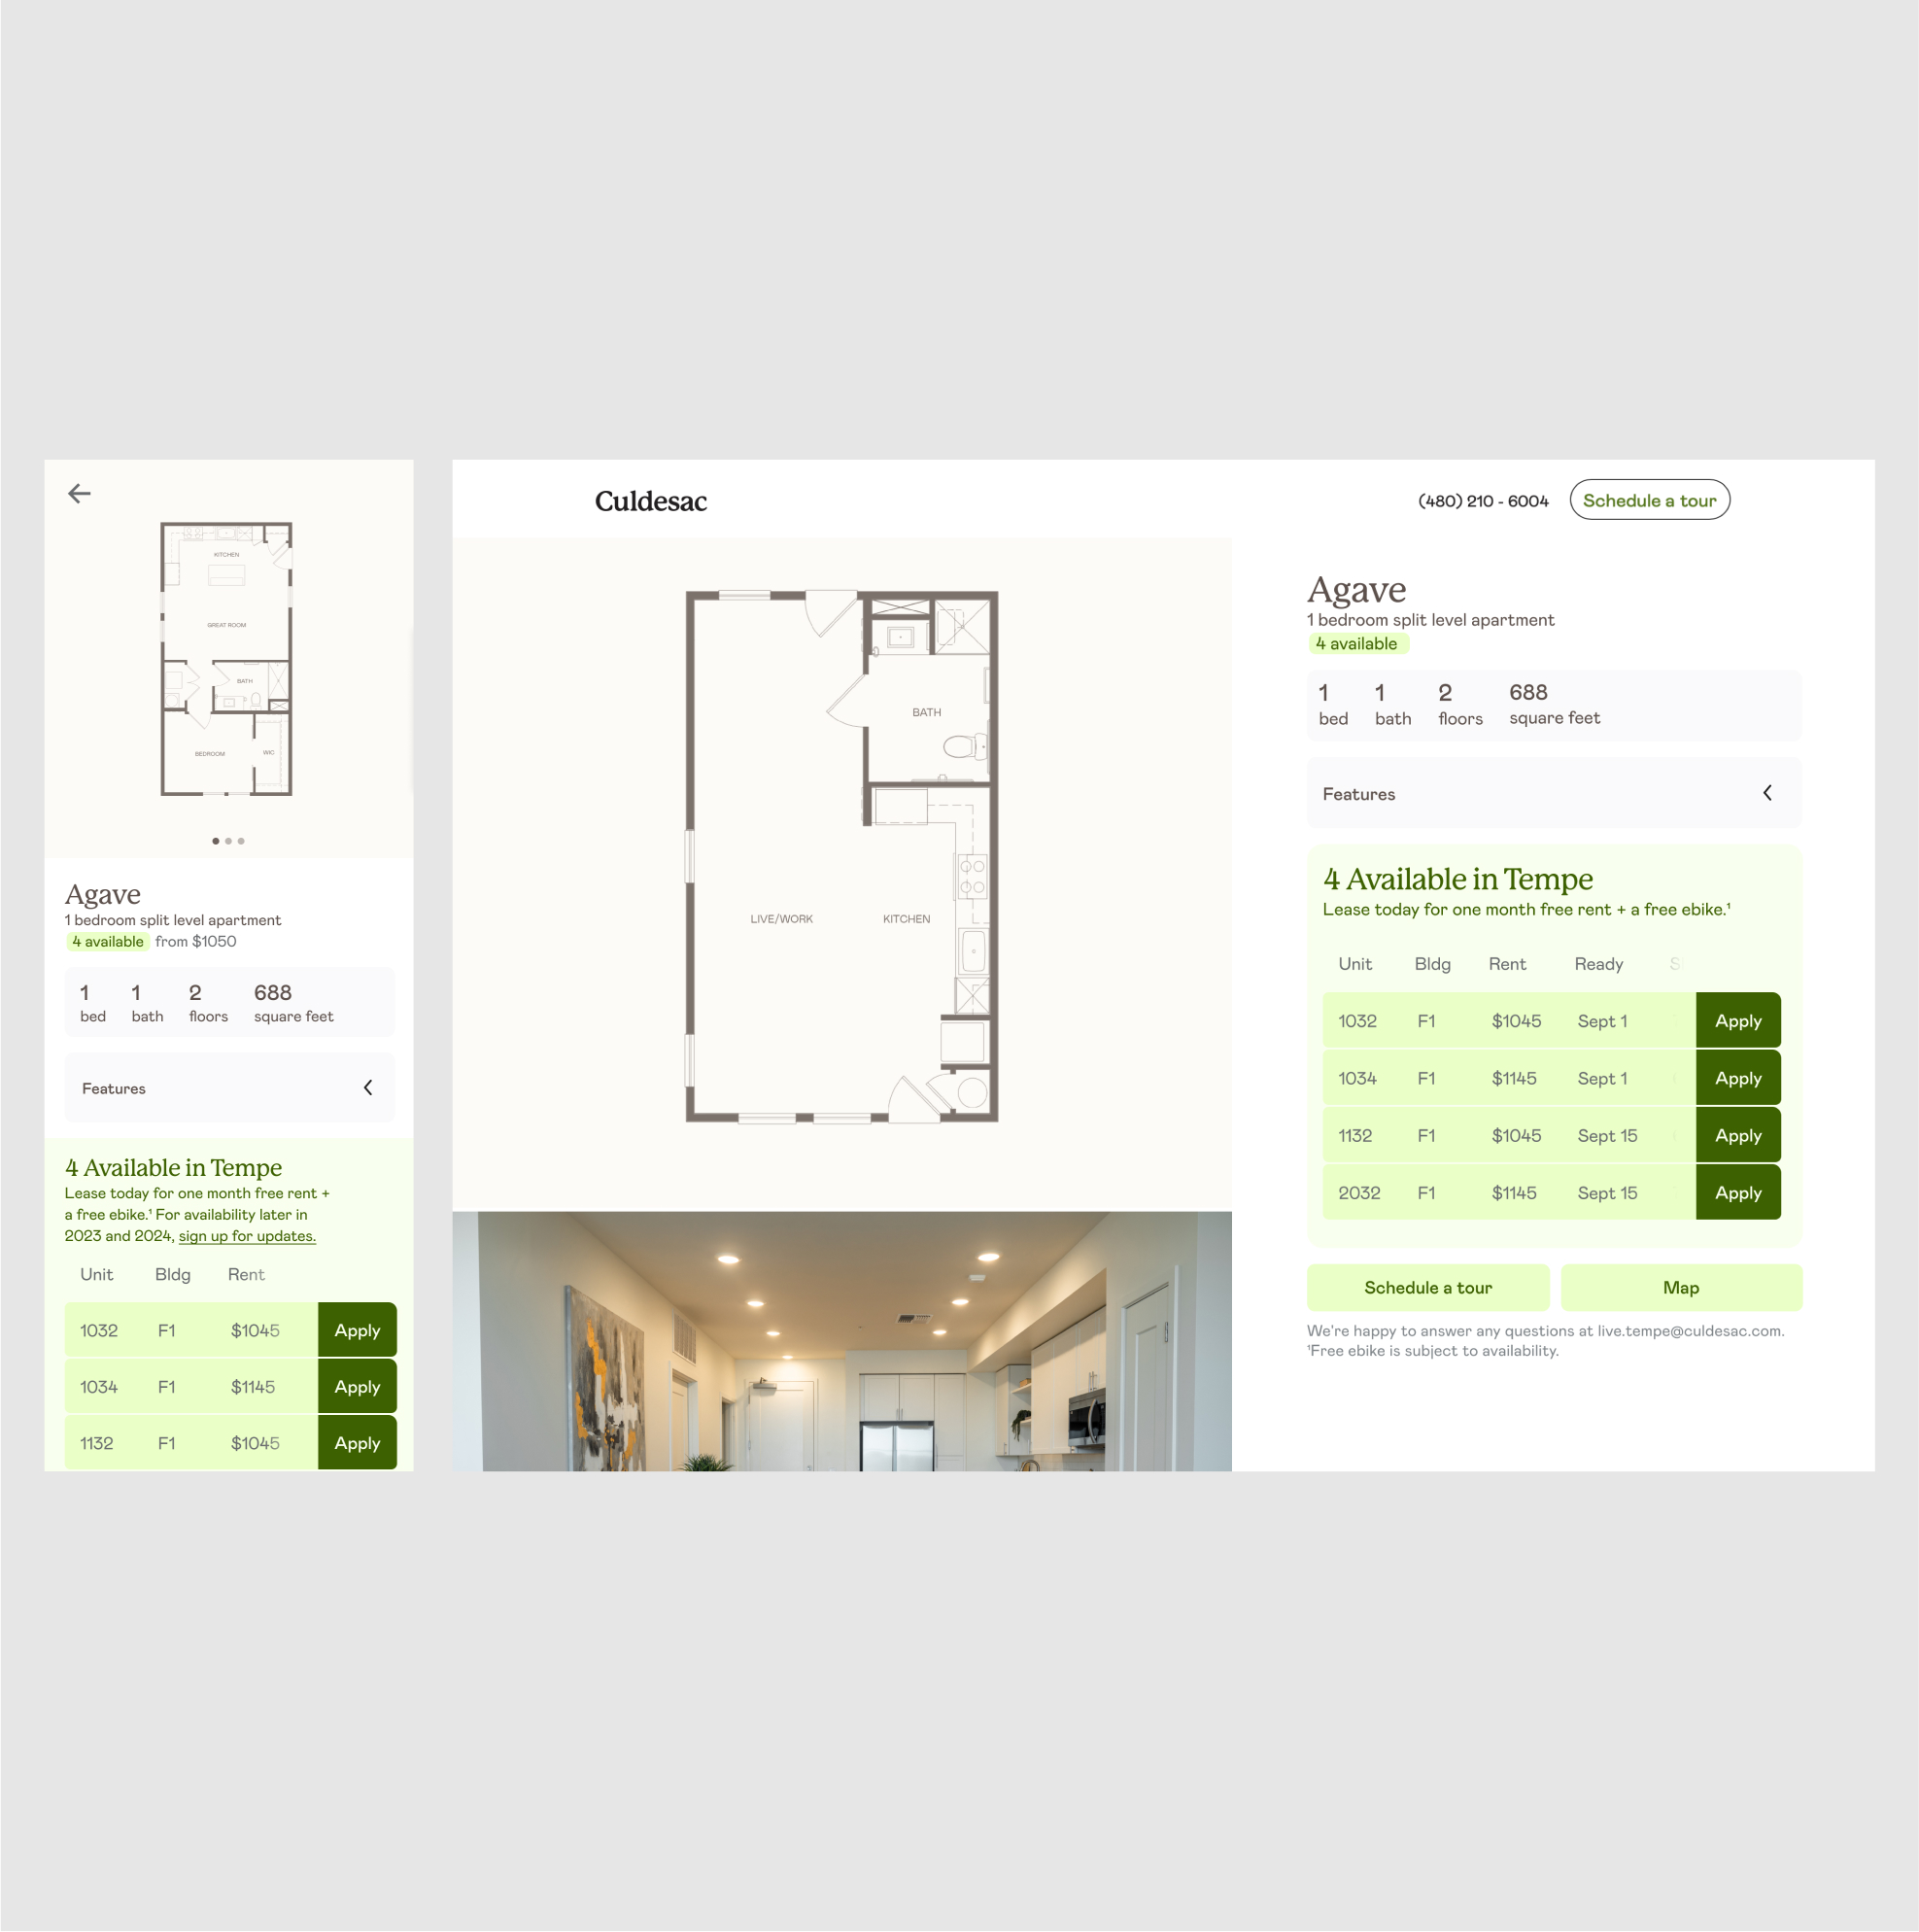 KITCHEN
GREAT ROOM
BATH
BEDROOM
WIC
Agave
1 bedroom split level apartment
4 available from $1050
1 1 2 688
bed bath floors square feet
Features
4 Available in Tempe
Lease today for one month free rent +
a free ebike.¹ For availability later in
2023 and 2024, sign up for updates.
Unit Bldg Rent
1032 F1 $1045 Apply
1034 F1 $1145 Apply
1132 F1 $1045 Apply
Culdesac
(480) 210 - 6004
Schedule a tour
BATH
LIVE/WORK
KITCHEN
Agave
1 bedroom split level apartment
4 available
1 1 2 688
bed bath floors square feet
Features
4 Available in Tempe
Lease today for one month free rent + a free ebike.¹
Unit Bldg Rent Ready
1032 F1 $1045 Sept 1 Apply
1034 F1 $1145 Sept 1 Apply
1132 F1 $1045 Sept 15 Apply
2032 F1 $1145 Sept 15 Apply
Schedule a tour
Map
We're happy to answer any questions at live.tempe@culdesac.com.
¹Free ebike is subject to availability.